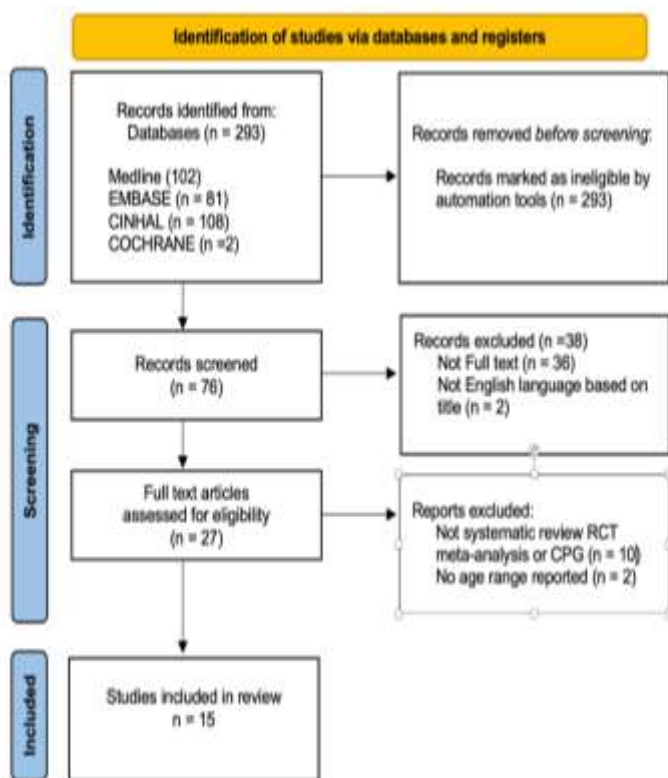 Identification of studies via databases and registers
Identification
Records identified from:
Databases (n = 293)
Medline (102)
EMBASE (n = 81)
CINHAL (n = 108)
COCHRANE (n =2)
Records removed before screening:
Records marked as ineligible by
automation tools (n = 293)
Screening
Records screened
(n = 76)
Records excluded (n =38)
Not Full text (n = 36)
Not English language based on
title (n = 2)
Full text articles
assessed for eligibility
(n = 27)
Reports excluded:
Not systematic review RCT
meta-analysis or CPG (n = 10)
No age range reported (n = 2)
Included
Studies included in review
n = 15